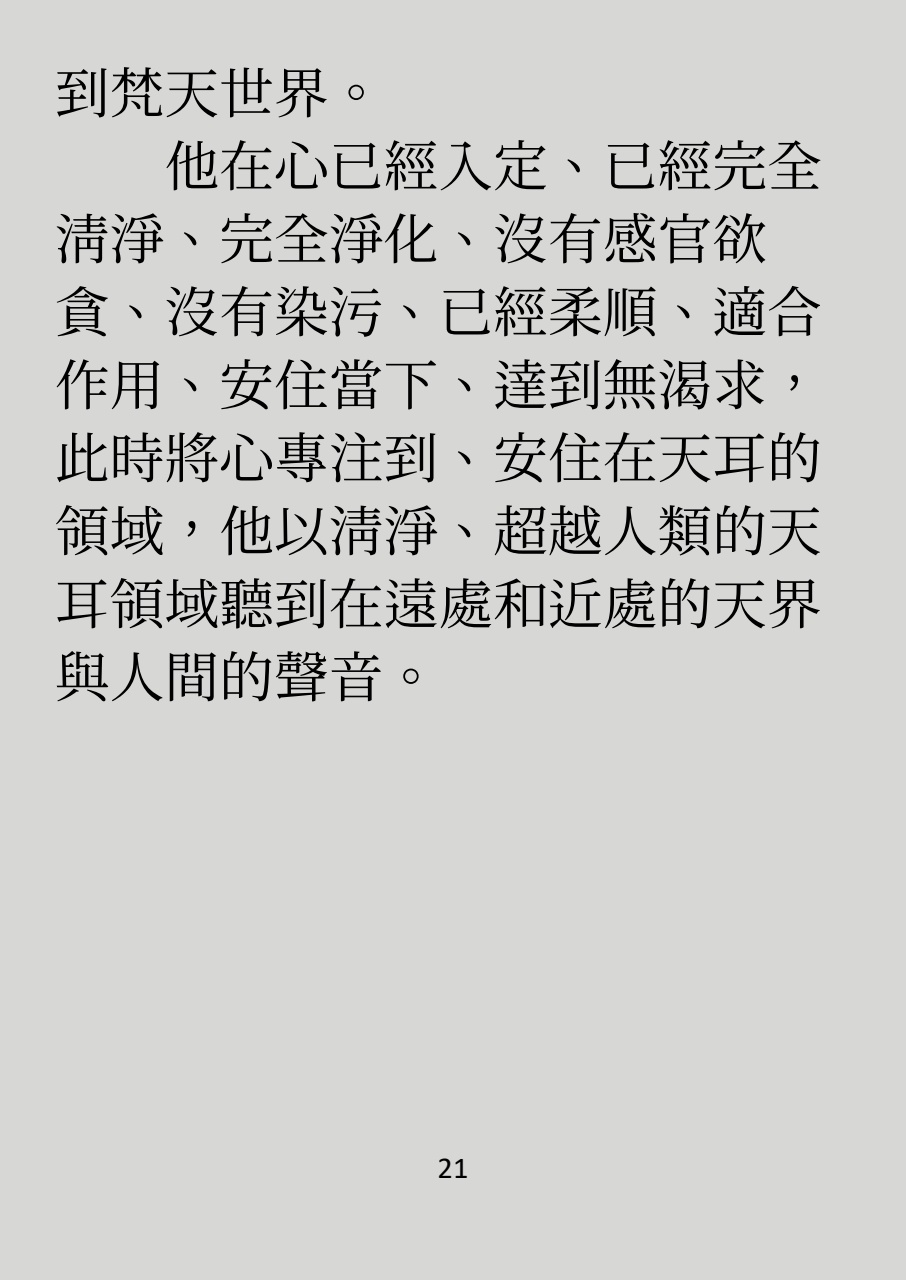 到梵天世界。
　　他在心已經入定、已經完全
清淨、完全淨化、沒有感官欲
貪、沒有染污、已經柔順、適合
作用、安住當下、達到無渴求，
此時將心專注到、安住在天耳的
領域，他以清淨、超越人類的天
耳領域聽到在遠處和近處的天界
與人間的聲音。
21